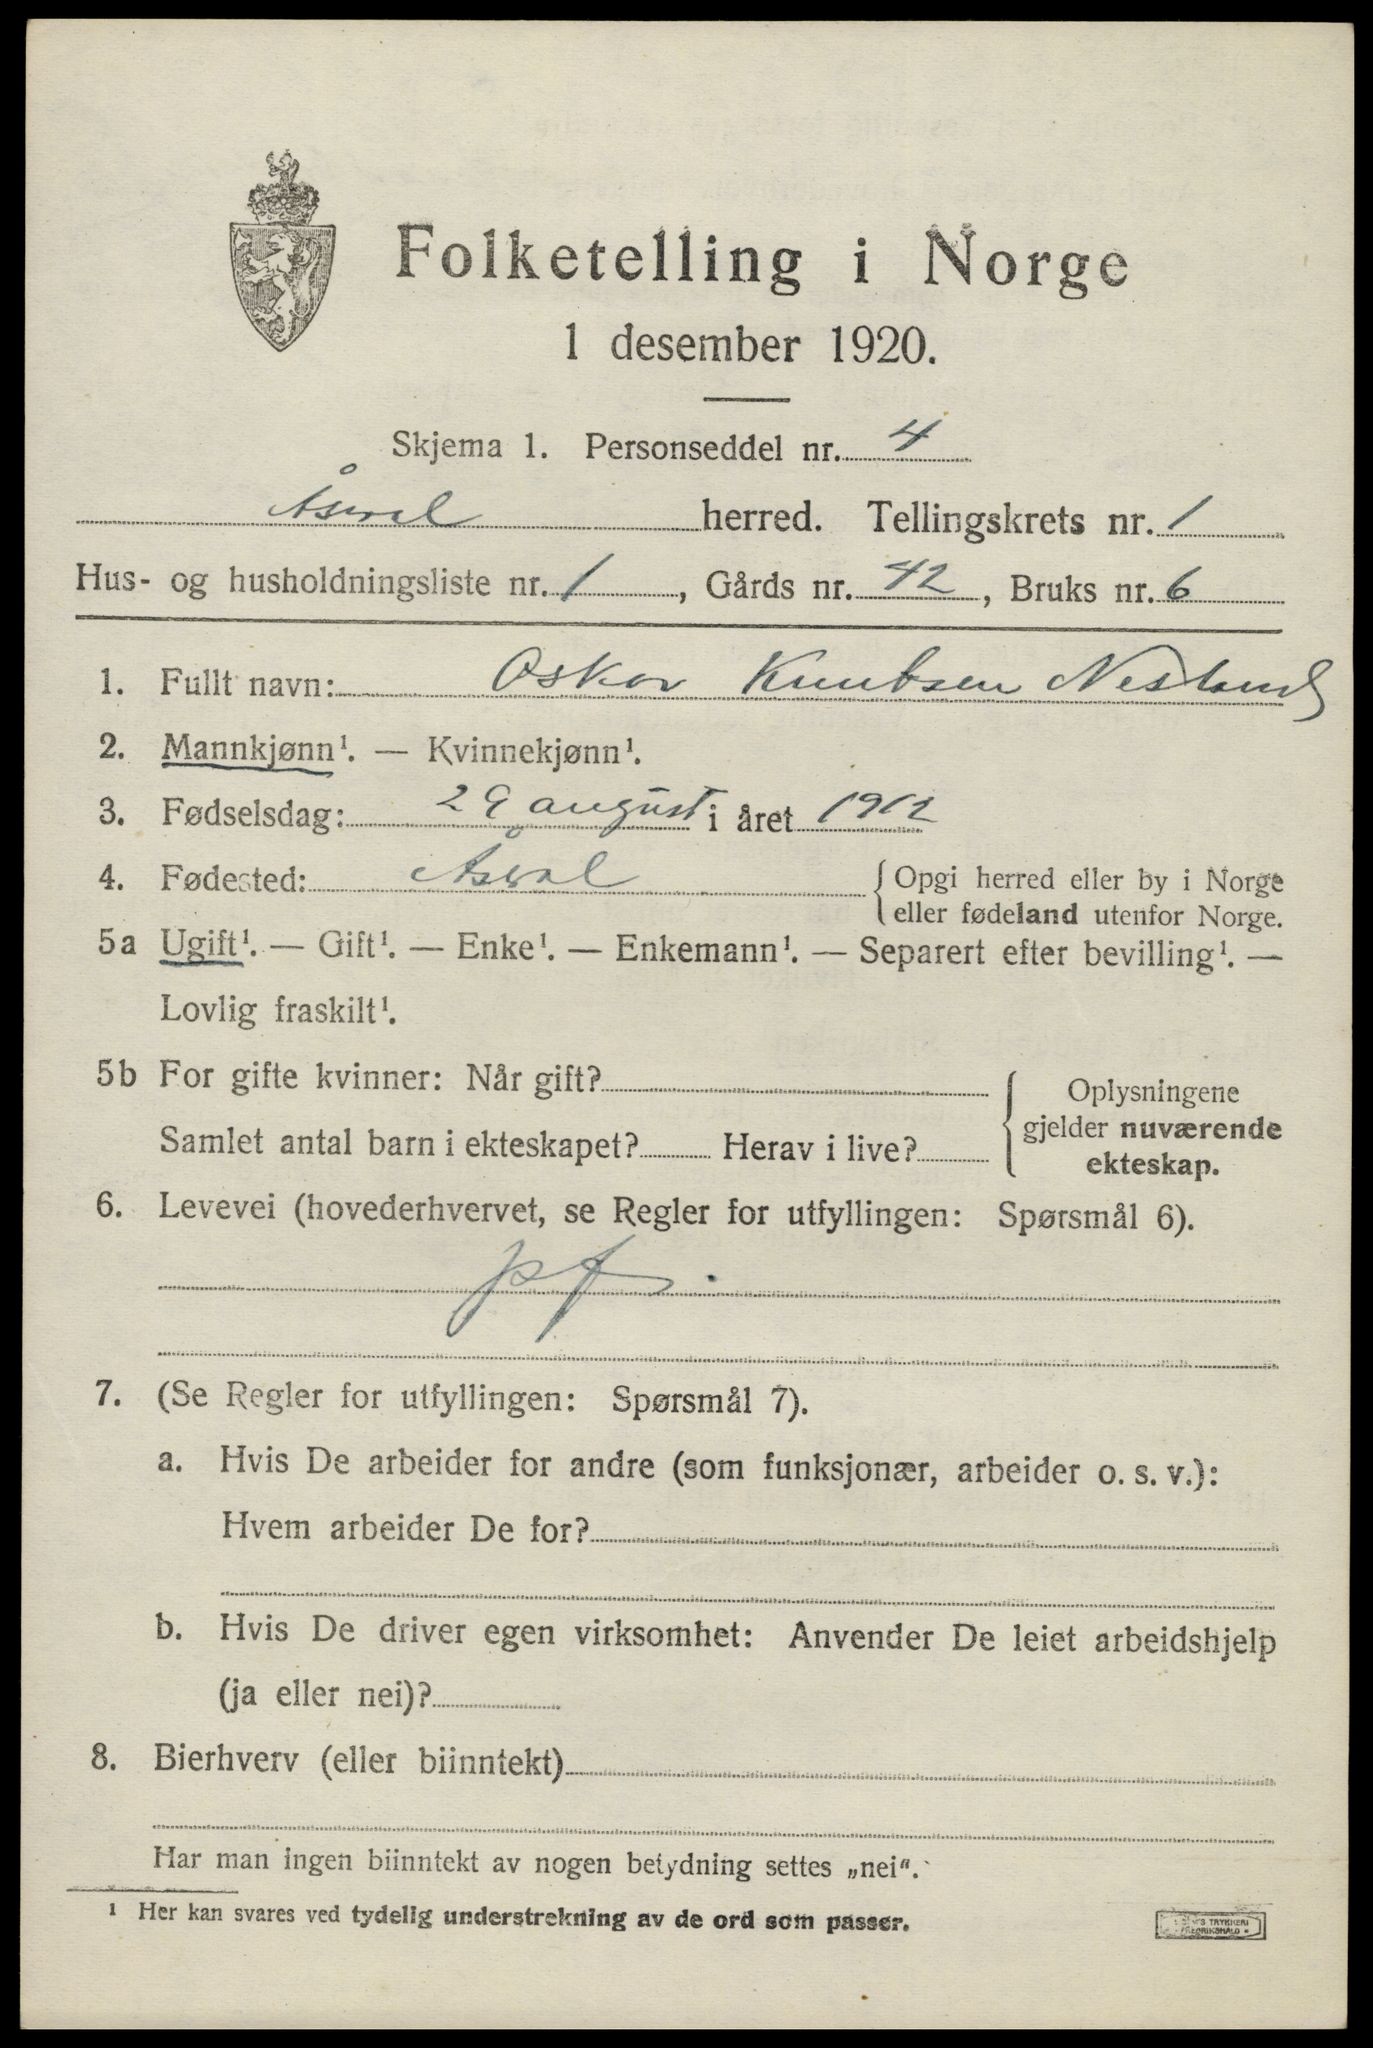 Folketelling i Norge
1 desember 1920.
Skjema 1. Personseddel nr. 4
Åseral herred. Tellingskrets nr. 1
Hus- og husholdningsliste nr. 1, Gårds nr. 42, Bruks nr. 6
1. Fullt navn: Oskar Knutsen Nesland
2. Mannkjønn¹. — Kvinnekjønn¹.
3. Fødselsdag: 29 august i året 1912
4. Fødested: Åseral {Opgi herred eller by i Norge
eller fødeland utenfor Norge.
5a Ugift¹. — Gift¹. — Enke¹. — Enkemann¹. — Separert efter bevilling¹. —
Lovlig fraskilt¹.
5b For gifte kvinner: Når gift? {Oplysningene
gjelder nuværende
ekteskap.
Samlet antal barn i ekteskapet? Herav i live?
6. Levevei (hovederhvervet, se Regler for utfyllingen: Spørsmål 6).
pf.
7. (Se Regler for utfyllingen: Spørsmål 7).
a. Hvis De arbeider for andre (som funksjonær, arbeider o. s. v.):
Hvem arbeider De for?
b. Hvis De driver egen virksomhet: Anvender De leiet arbeidshjelp
(ja eller nei)?
8. Bierhverv (eller biinntekt)
Har man ingen biinntekt av nogen betydning settes „nei“.
¹ Her kan svares ved tydelig understrekning av de ord som passer.
TRYKKERI
FREDRIKSHALD